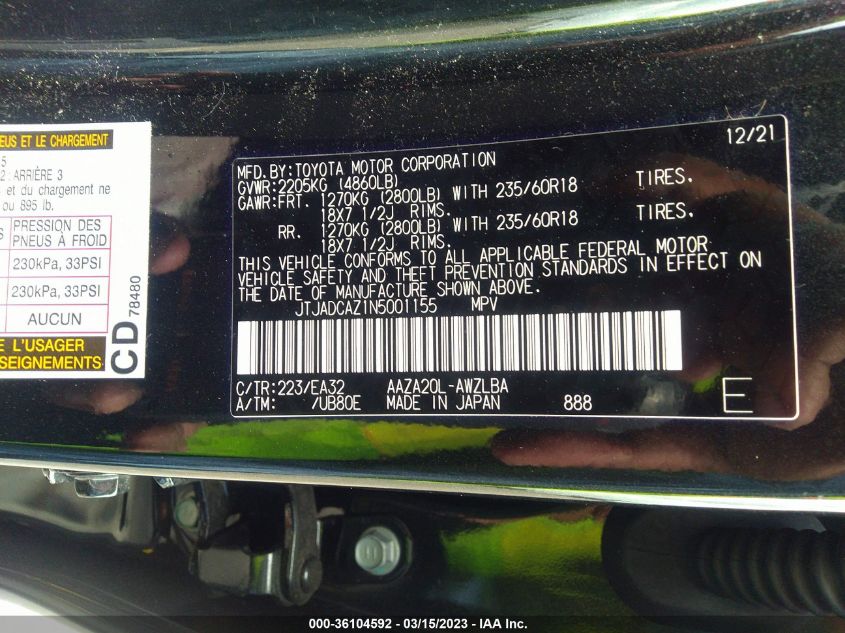 EUS ET LE CHARGEMENT
5
2 : ARRIÈRE 3
et du chargement ne
ou 895 lb.
S PRESSION DES
PNEUS À FROID
230kPa, 33PSI
230kPa, 33PSI
AUCUN
E L'USAGER
SEIGNEMENTS
CD 78480
12/21
MFD.BY:TOYOTA MOTOR CORPORATION
GVWR:2205KG (4860LB)
GAWR:FRT. 1270KG (2800LB) WITH 235/60R18 TIRES.
18X7 1/2J RIMS.
RR. 1270KG (2800LB) WITH 235/60R18 TIRES.
18X7 1/2J RIMS.
THIS VEHICLE CONFORMS TO ALL APPLICABLE FEDERAL MOTOR
VEHICLE SAFETY AND THEFT PREVENTION STANDARDS IN EFFECT ON
THE DATE OF MANUFACTURE SHOWN ABOVE.
JTJADCAZ1N5001155 MPV
C/TR:223/EA32 AAZA20L-AWZLBA
A/TM: /UB80E MADE IN JAPAN 888 E
000-36104592 - 03/15/2023 - IAA Inc.